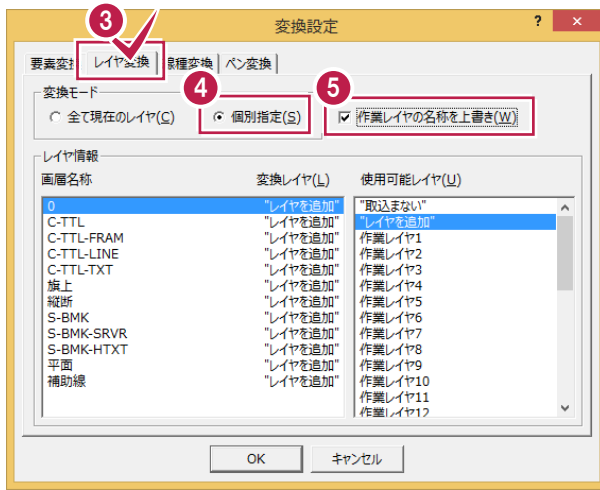 3
変換設定
? ×
要素変 レイヤ変換 線種変換 ペン変換
4
5
変換モード
全て現在のレイヤ(C) 個別指定(S) 作業レイヤの名称を上書き(W)
レイヤ情報
画層名称 変換レイヤ(L) 使用可能レイヤ(U)
0 "レイヤを追加" "取込まない"
C-TTL "レイヤを追加" "レイヤを追加"
C-TTL-FRAM "レイヤを追加" 作業レイヤ1
C-TTL-LINE "レイヤを追加" 作業レイヤ2
C-TTL-TXT "レイヤを追加" 作業レイヤ3
旗上 "レイヤを追加" 作業レイヤ4
縦断 "レイヤを追加" 作業レイヤ5
S-BMK "レイヤを追加" 作業レイヤ6
S-BMK-SRVR "レイヤを追加" 作業レイヤ7
S-BMK-HTXT "レイヤを追加" 作業レイヤ8
平面 "レイヤを追加" 作業レイヤ9
補助線 "レイヤを追加" 作業レイヤ10
作業レイヤ11
作業レイヤ12
OK キャンセル